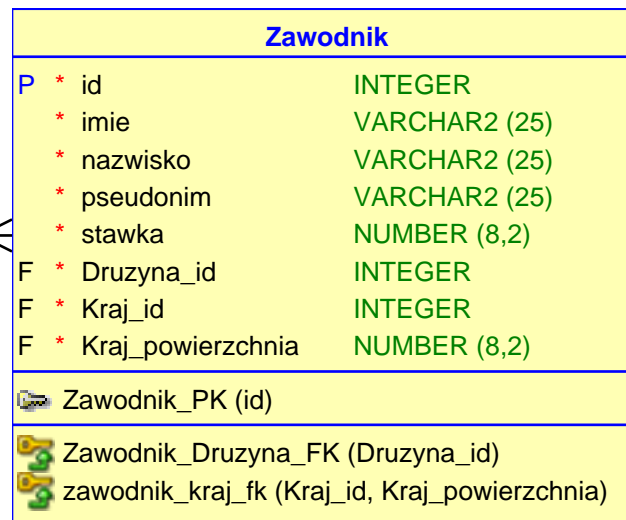 Zawodnik
P * id INTEGER
* imie VARCHAR2 (25)
* nazwisko VARCHAR2 (25)
* pseudonim VARCHAR2 (25)
* stawka NUMBER (8,2)
F * Druzyna_id INTEGER
F * Kraj_id INTEGER
F * Kraj_powierzchnia NUMBER (8,2)
Zawodnik_PK (id)
Zawodnik_Druzyna_FK (Druzyna_id)
zawodnik_kraj_fk (Kraj_id, Kraj_powierzchnia)